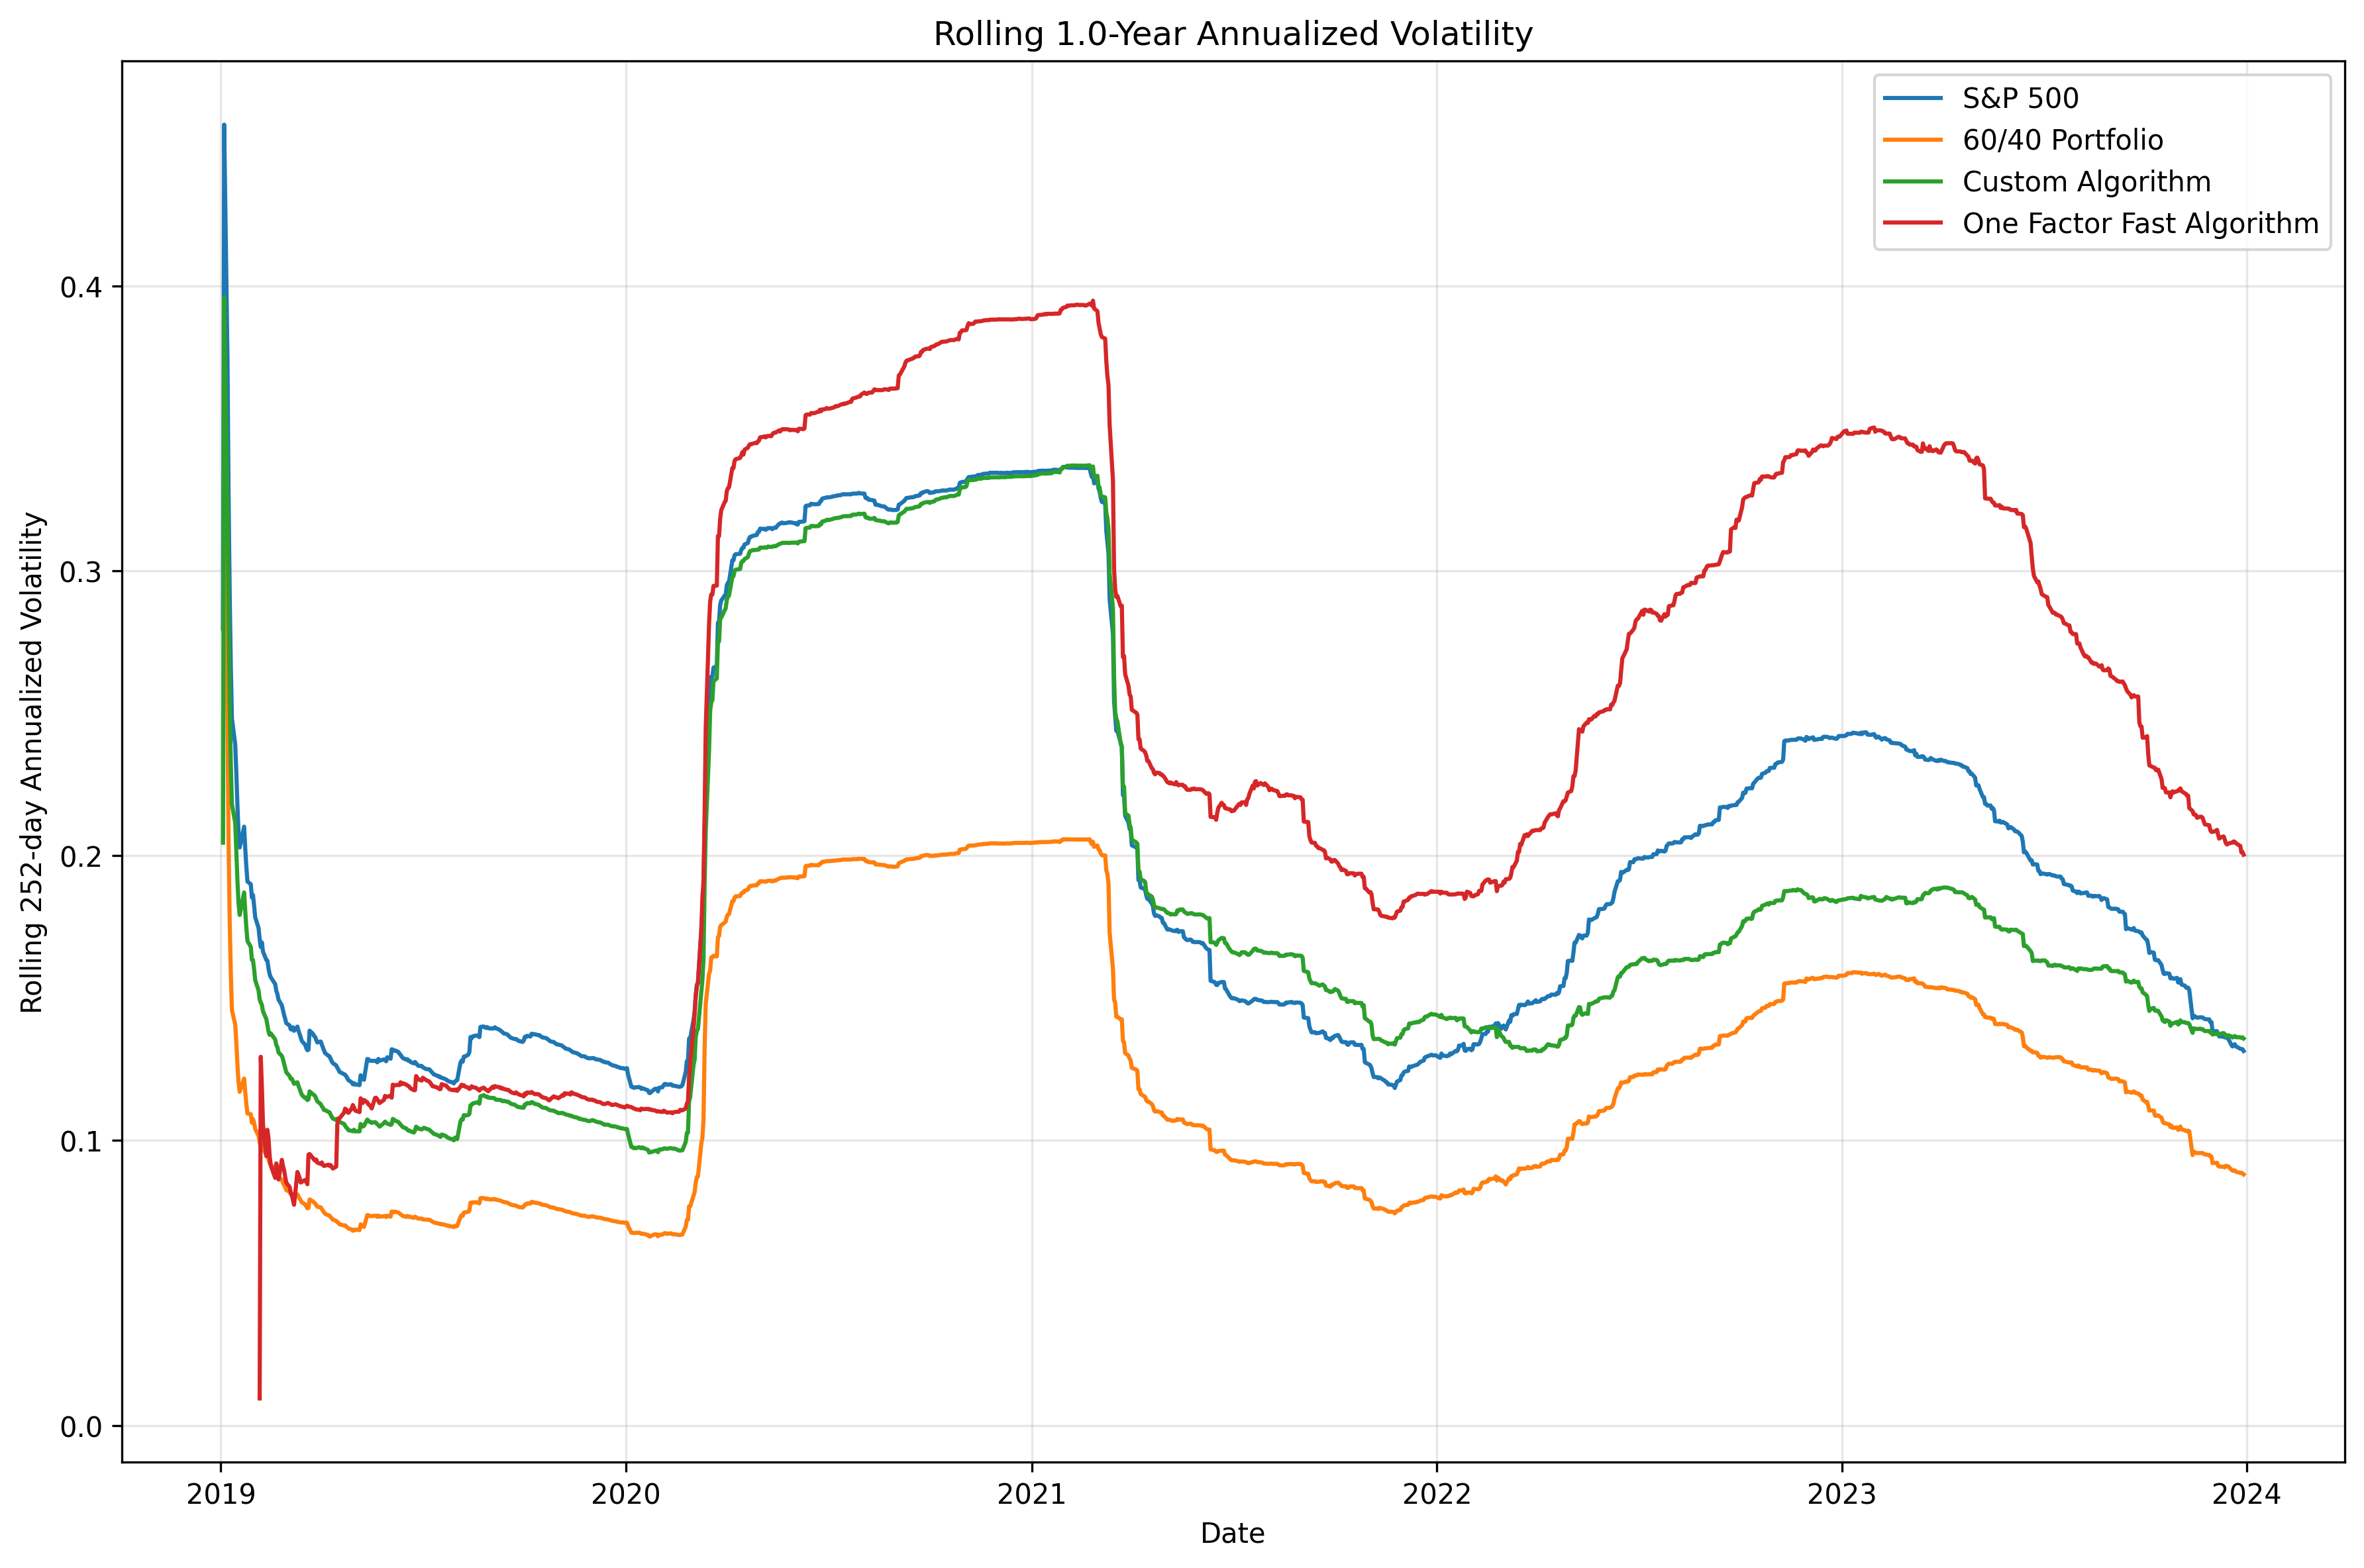 Rolling 1.0-Year Annualized Volatility
S&P 500
60/40 Portfolio
Custom Algorithm
One Factor Fast Algorithm
Rolling 252-day Annualized Volatility
0.4
0.3
0.2
0.1
0.0
2019
2020
2021
2022
2023
2024
Date